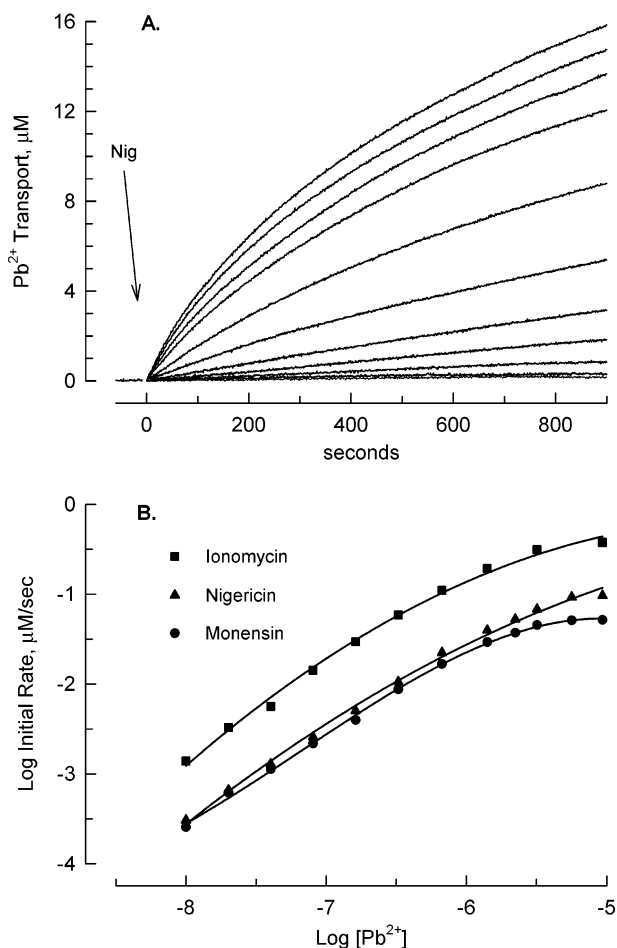 A.
16
12
8
4
0
Pb²⁺ Transport, μM
Nig
0 200 400 600 800
seconds
B.
0
-1
-2
-3
-4
Log Initial Rate, μM/sec
Ionomycin
Nigericin
Monensin
-8 -7 -6 -5
Log [Pb²⁺]